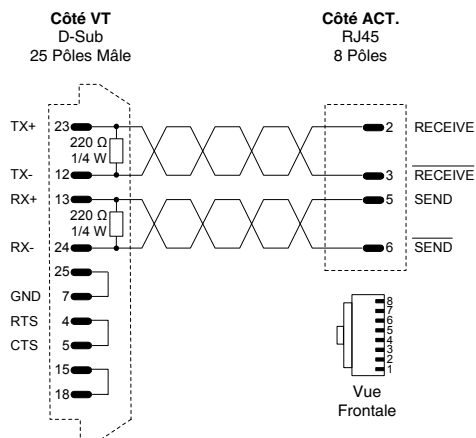 Côté VT
D-Sub
25 Pôles Mâle
Côté ACT.
RJ45
8 Pôles
TX+ 23
220 Ω
1/4 W
TX- 12
RX+ 13
220 Ω
1/4 W
RX- 24
25
GND 7
RTS 4
CTS 5
15
18
2 RECEIVE
3 RECEIVE
5 SEND
6 SEND
8
7
6
5
4
3
2
1
Vue
Frontale